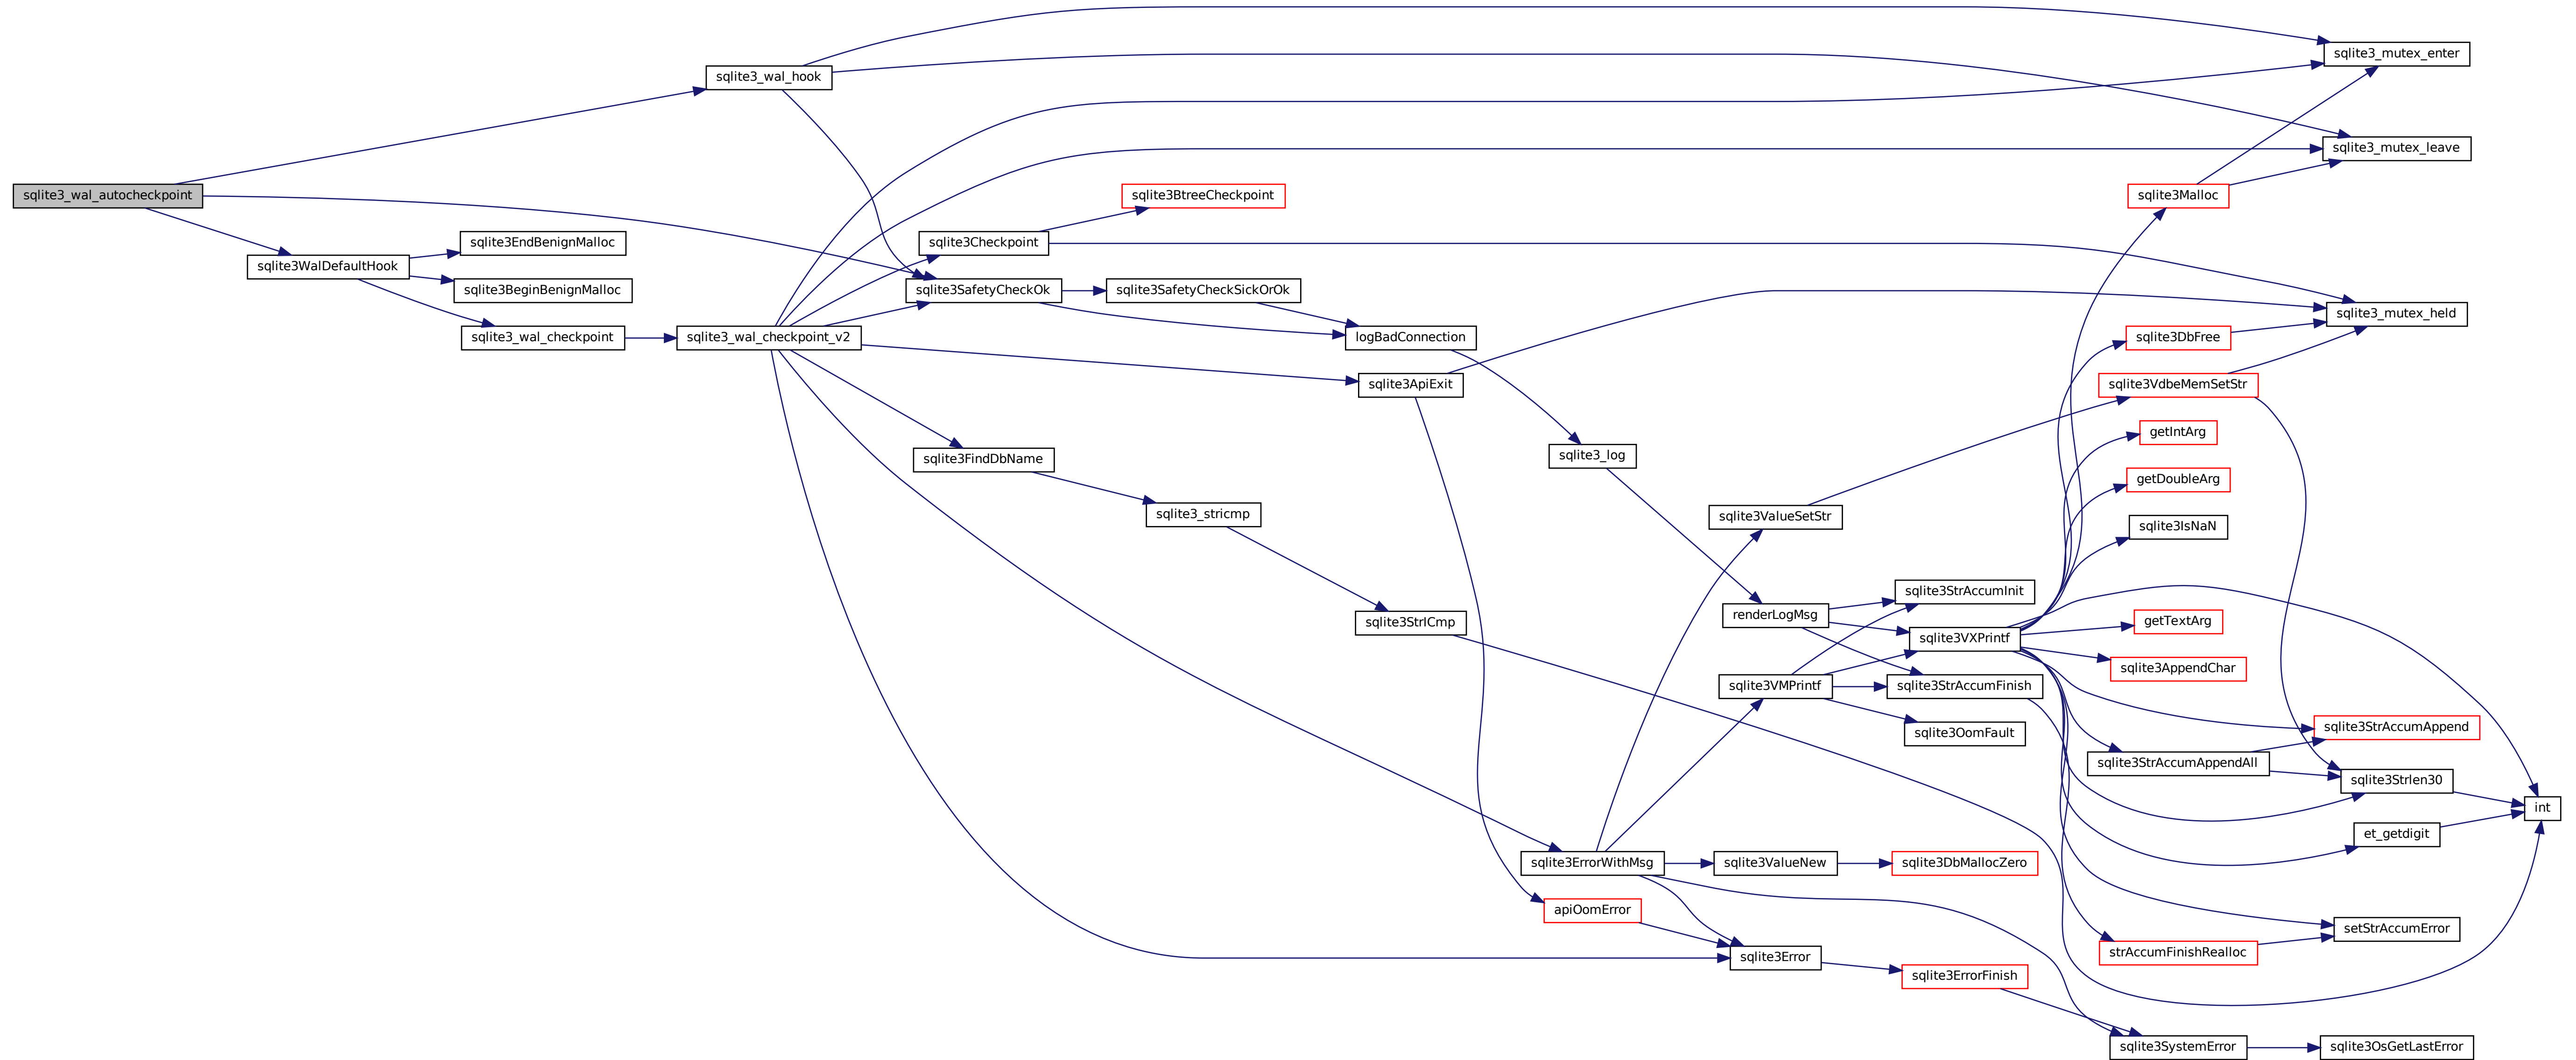 sqlite3_wal_autocheckpoint
sqlite3_wal_hook
sqlite3WalDefaultHook
sqlite3EndBenignMalloc
sqlite3BeginBenignMalloc
sqlite3_wal_checkpoint
sqlite3_wal_checkpoint_v2
sqlite3Checkpoint
sqlite3BtreeCheckpoint
sqlite3SafetyCheckOk
sqlite3SafetyCheckSickOrOk
logBadConnection
sqlite3ApiExit
sqlite3FindDbName
sqlite3_stricmp
sqlite3StrICmp
sqlite3_log
sqlite3ValueSetStr
renderLogMsg
sqlite3VMPrintf
sqlite3ErrorWithMsg
sqlite3ValueNew
sqlite3DbMallocZero
apiOomError
sqlite3Error
sqlite3ErrorFinish
sqlite3StrAccumInit
sqlite3VXPrintf
sqlite3StrAccumFinish
sqlite3OomFault
sqlite3_mutex_enter
sqlite3_mutex_leave
sqlite3Malloc
sqlite3_mutex_held
sqlite3DbFree
sqlite3VdbeMemSetStr
getIntArg
getDoubleArg
sqlite3IsNaN
getTextArg
sqlite3AppendChar
sqlite3StrAccumAppend
sqlite3StrAccumAppendAll
sqlite3Strlen30
int
et_getdigit
setStrAccumError
strAccumFinishRealloc
sqlite3SystemError
sqlite3OsGetLastError